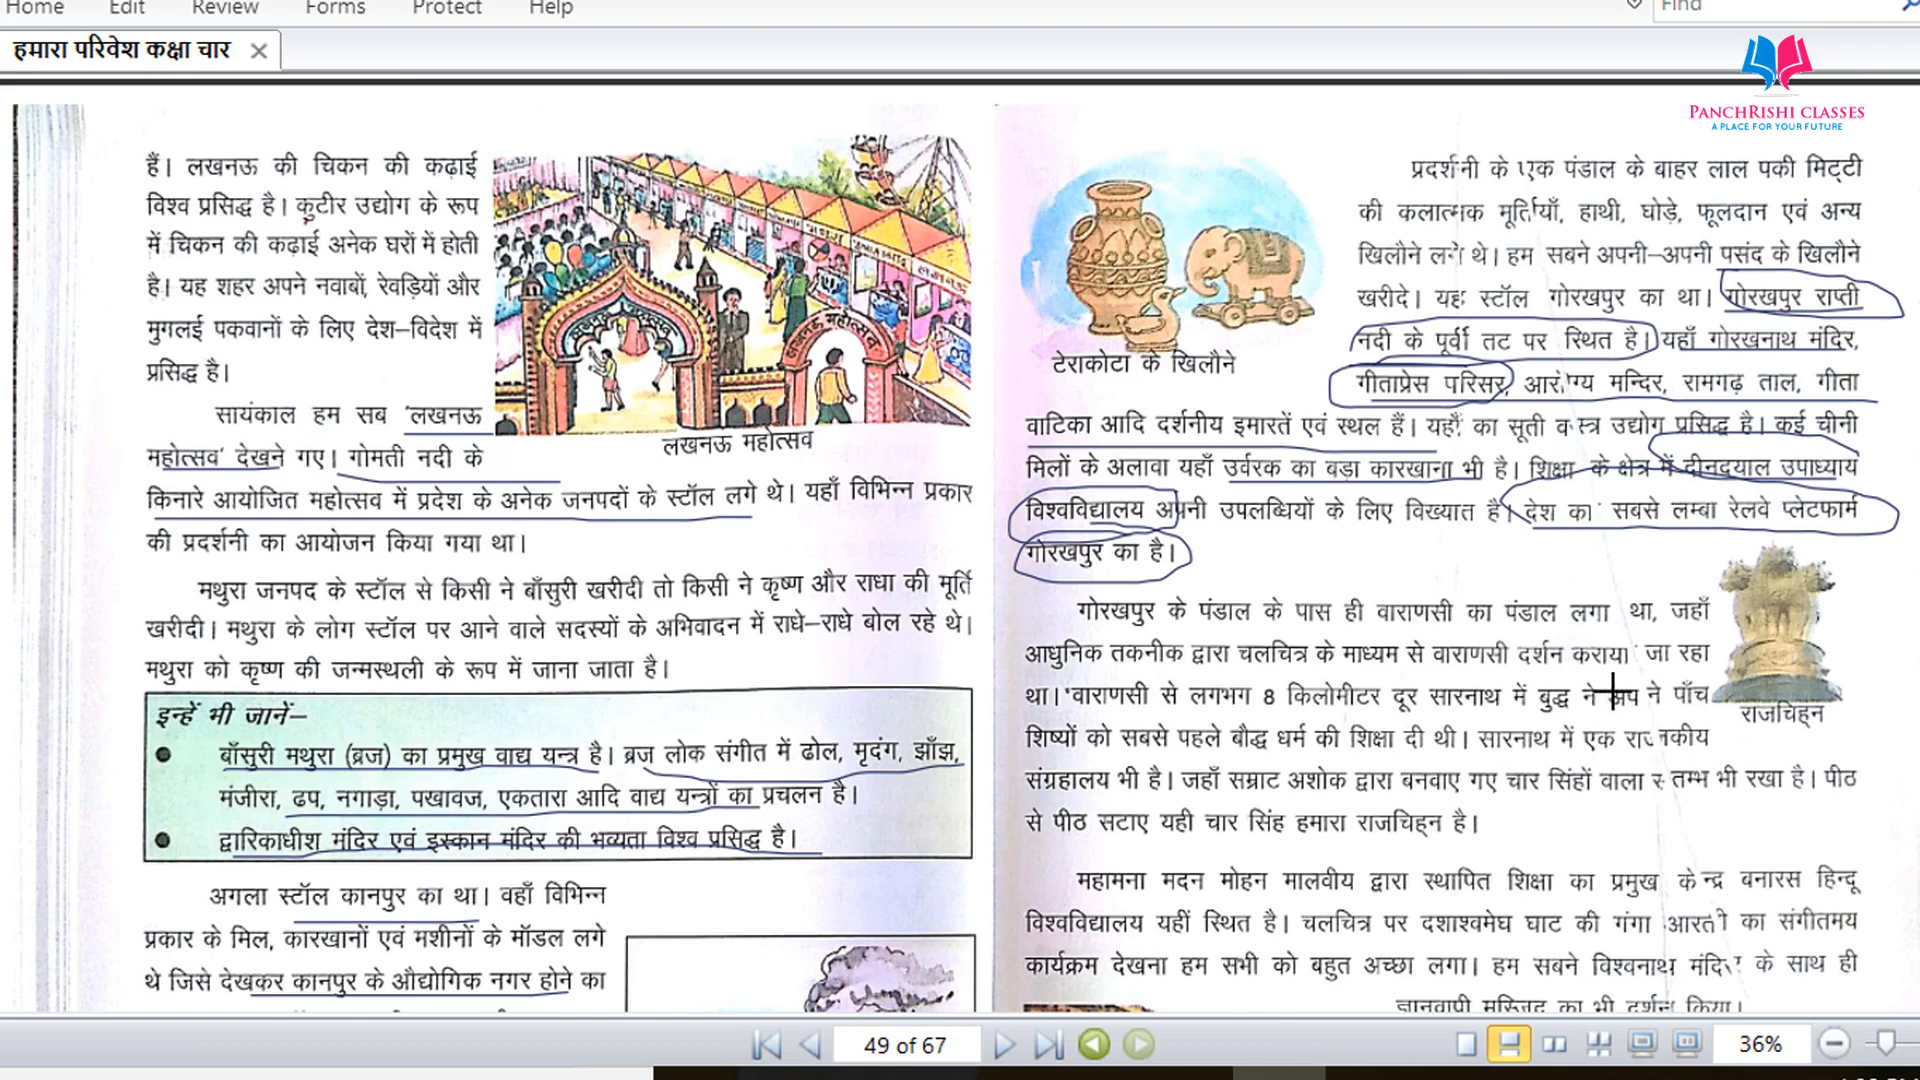 Home Edit Review Forms Protect Help
Find
हमारा परिवेश कक्षा चार
PANCHRISHI CLASSES
A PLACE FOR YOUR FUTURE
हैं। लखनऊ की चिकन की कढ़ाई
विश्व प्रसिद्ध है। कुटीर उद्योग के रूप
में चिकन की कढ़ाई अनेक घरों में होती
है। यह शहर अपने नवाबों, रेवड़ियों और
मुगलई पकवानों के लिए देश–विदेश में
प्रसिद्ध है।
लखनऊ महोत्सव
लखनऊ महोत्सव
सायंकाल हम सब 'लखनऊ
महोत्सव' देखने गए। गोमती नदी के
किनारे आयोजित महोत्सव में प्रदेश के अनेक जनपदों के स्टॉल लगे थे। यहाँ विभिन्न प्रकार
की प्रदर्शनी का आयोजन किया गया था।
मथुरा जनपद के स्टॉल से किसी ने बाँसुरी खरीदी तो किसी ने कृष्ण और राधा की मूर्ति
खरीदी। मथुरा के लोग स्टॉल पर आने वाले सदस्यों के अभिवादन में राधे–राधे बोल रहे थे।
मथुरा को कृष्ण की जन्मस्थली के रूप में जाना जाता है।
इन्हें भी जानें–
● बाँसुरी मथुरा (ब्रज) का प्रमुख वाद्य यन्त्र है। ब्रज लोक संगीत में ढोल, मृदंग, झाँझ,
मंजीरा, ढप, नगाड़ा, पखावज, एकतारा आदि वाद्य यन्त्रों का प्रचलन है।
● द्वारिकाधीश मंदिर एवं इस्कान मंदिर की भव्यता विश्व प्रसिद्ध है।
अगला स्टॉल कानपुर का था। वहाँ विभिन्न
प्रकार के मिल, कारखानों एवं मशीनों के मॉडल लगे
थे जिसे देखकर कानपुर के औद्योगिक नगर होने का
प्रदर्शनी के एक पंडाल के बाहर लाल पकी मिट्टी
की कलात्मक मूर्तियाँ, हाथी, घोड़े, फूलदान एवं अन्य
खिलौने लगे थे। हम सबने अपनी–अपनी पसंद के खिलौने
खरीदे। यह स्टॉल गोरखपुर का था। गोरखपुर राप्ती
नदी के पूर्वी तट पर स्थित है। यहाँ गोरखनाथ मंदिर,
टेराकोटा के खिलौने
गीताप्रेस परिसर, आरोग्य मन्दिर, रामगढ़ ताल, गीता
वाटिका आदि दर्शनीय इमारतें एवं स्थल हैं। यहाँ का सूती वस्त्र उद्योग प्रसिद्ध है। कई चीनी
मिलों के अलावा यहाँ उर्वरक का बड़ा कारखाना भी है। शिक्षा के क्षेत्र में दीनदयाल उपाध्याय
विश्वविद्यालय अपनी उपलब्धियों के लिए विख्यात है। देश का सबसे लम्बा रेलवे प्लेटफार्म
गोरखपुर का है।
गोरखपुर के पंडाल के पास ही वाराणसी का पंडाल लगा था, जहाँ
आधुनिक तकनीक द्वारा चलचित्र के माध्यम से वाराणसी दर्शन कराया जा रहा
था। वाराणसी से लगभग 8 किलोमीटर दूर सारनाथ में बुद्ध ने अपने पाँच
राजचिह्न
शिष्यों को सबसे पहले बौद्ध धर्म की शिक्षा दी थी। सारनाथ में एक राजकीय
संग्रहालय भी है। जहाँ सम्राट अशोक द्वारा बनवाए गए चार सिंहों वाला स्तम्भ भी रखा है। पीठ
से पीठ सटाए यही चार सिंह हमारा राजचिह्न है।
महामना मदन मोहन मालवीय द्वारा स्थापित शिक्षा का प्रमुख केन्द्र बनारस हिन्दू
विश्वविद्यालय यहीं स्थित है। चलचित्र पर दशाश्वमेघ घाट की गंगा आरती का संगीतमय
कार्यक्रम देखना हम सभी को बहुत अच्छा लगा। हम सबने विश्वनाथ मंदिर के साथ ही
ज्ञानवापी मस्जिद का भी दर्शन किया।
49 of 67
36%